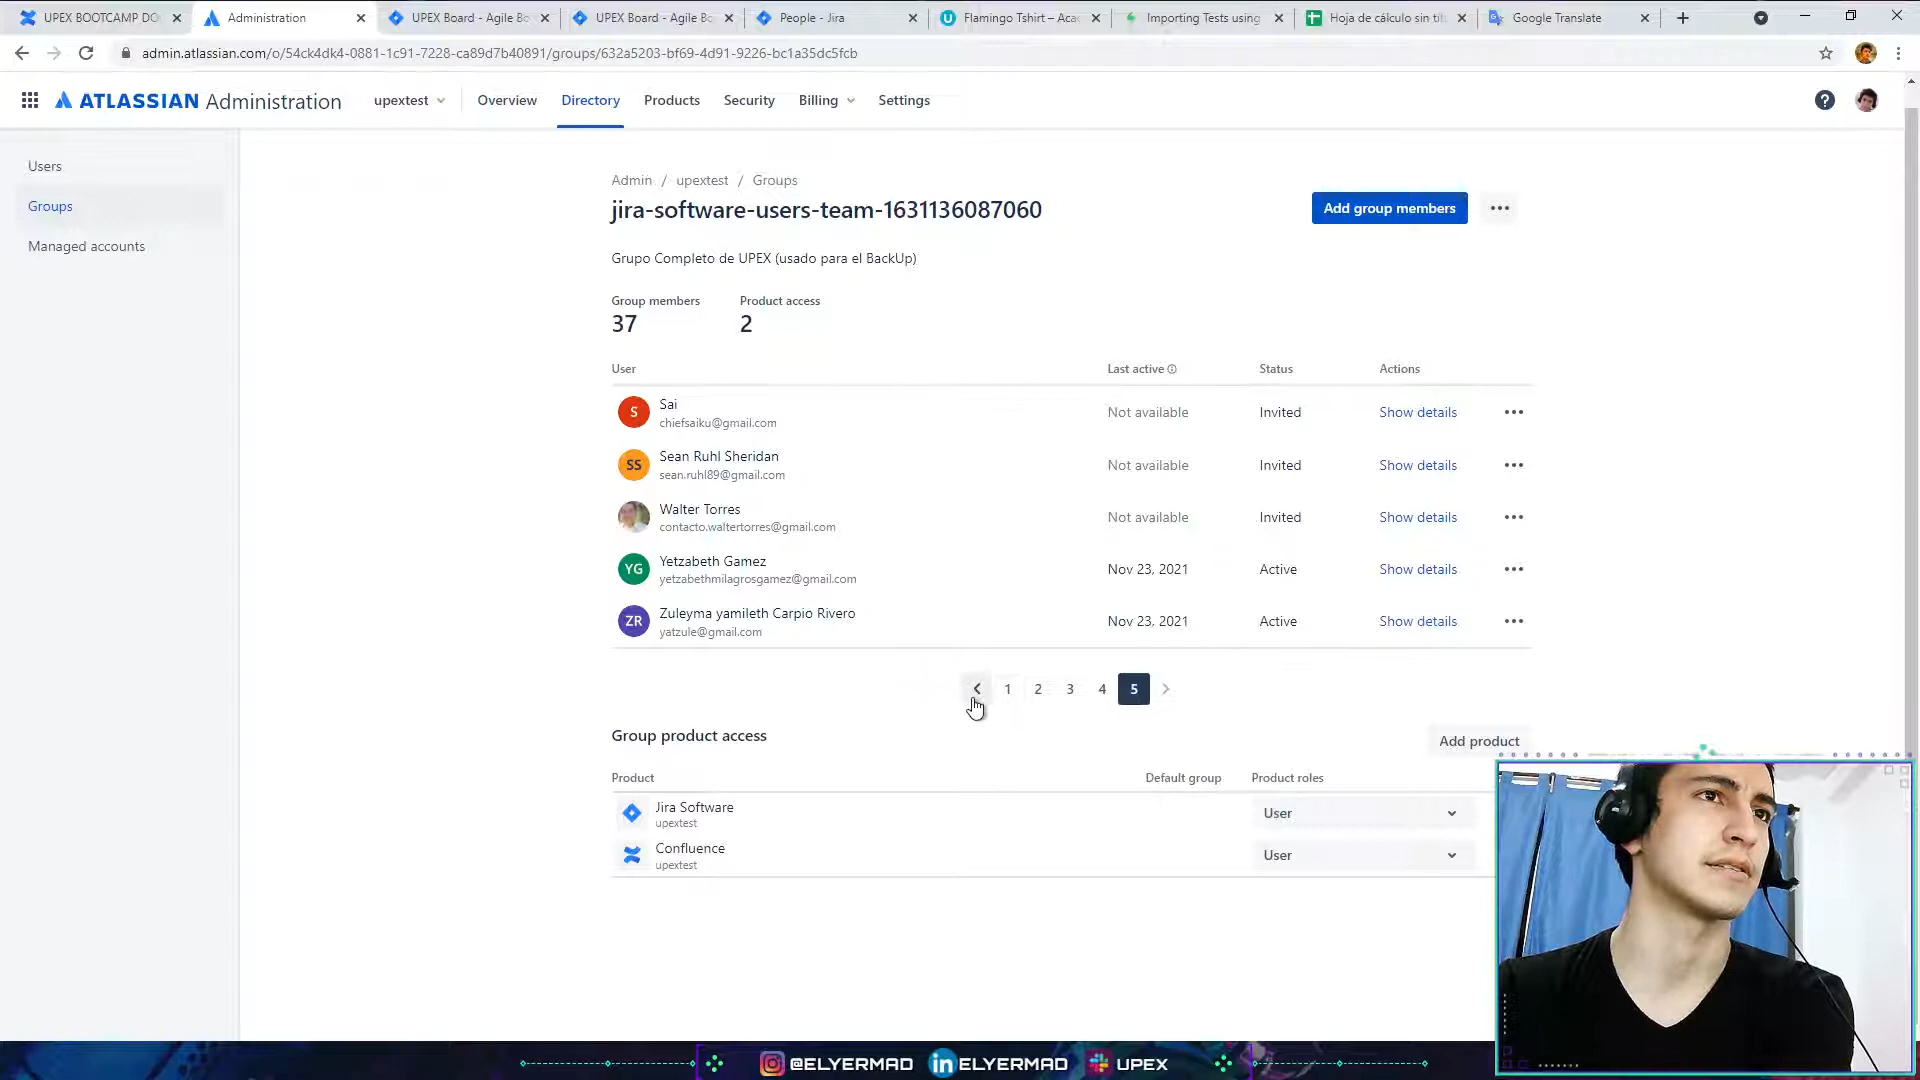 UPEX BOOTCAMP DO
Administration
UPEX Board - Agile Bo
UPEX Board - Agile Bo
People - Jira
Flamingo Tshirt – Aca
Importing Tests using
Hoja de cálculo sin tít
Google Translate
admin.atlassian.com/o/54ck4dk4-0881-1c91-7228-ca89d7b40891/groups/632a5203-bf69-4d91-9226-bc1a35dc5fcb
ATLASSIAN Administration
upextest
Overview
Directory
Products
Security
Billing
Settings
Users
Groups
Managed accounts
Admin / upextest / Groups
jira-software-users-team-1631136087060
Add group members
Grupo Completo de UPEX (usado para el BackUp)
Group members
37
Product access
2
User Last active Status Actions
S
Sai
chiefsaiku@gmail.com
Not available Invited Show details
SS
Sean Ruhl Sheridan
sean.ruhl89@gmail.com
Not available Invited Show details
Walter Torres
contacto.waltertorres@gmail.com
Not available Invited Show details
YG
Yetzabeth Gamez
yetzabethmilagrosgamez@gmail.com
Nov 23, 2021 Active Show details
ZR
Zuleyma yamileth Carpio Rivero
yatzule@gmail.com
Nov 23, 2021 Active Show details
1 2 3 4 5
Group product access
Add product
Product Default group Product roles
Jira Software
upextest
User
Confluence
upextest
User
@ELYERMAD
in ELYERMAD
UPEX